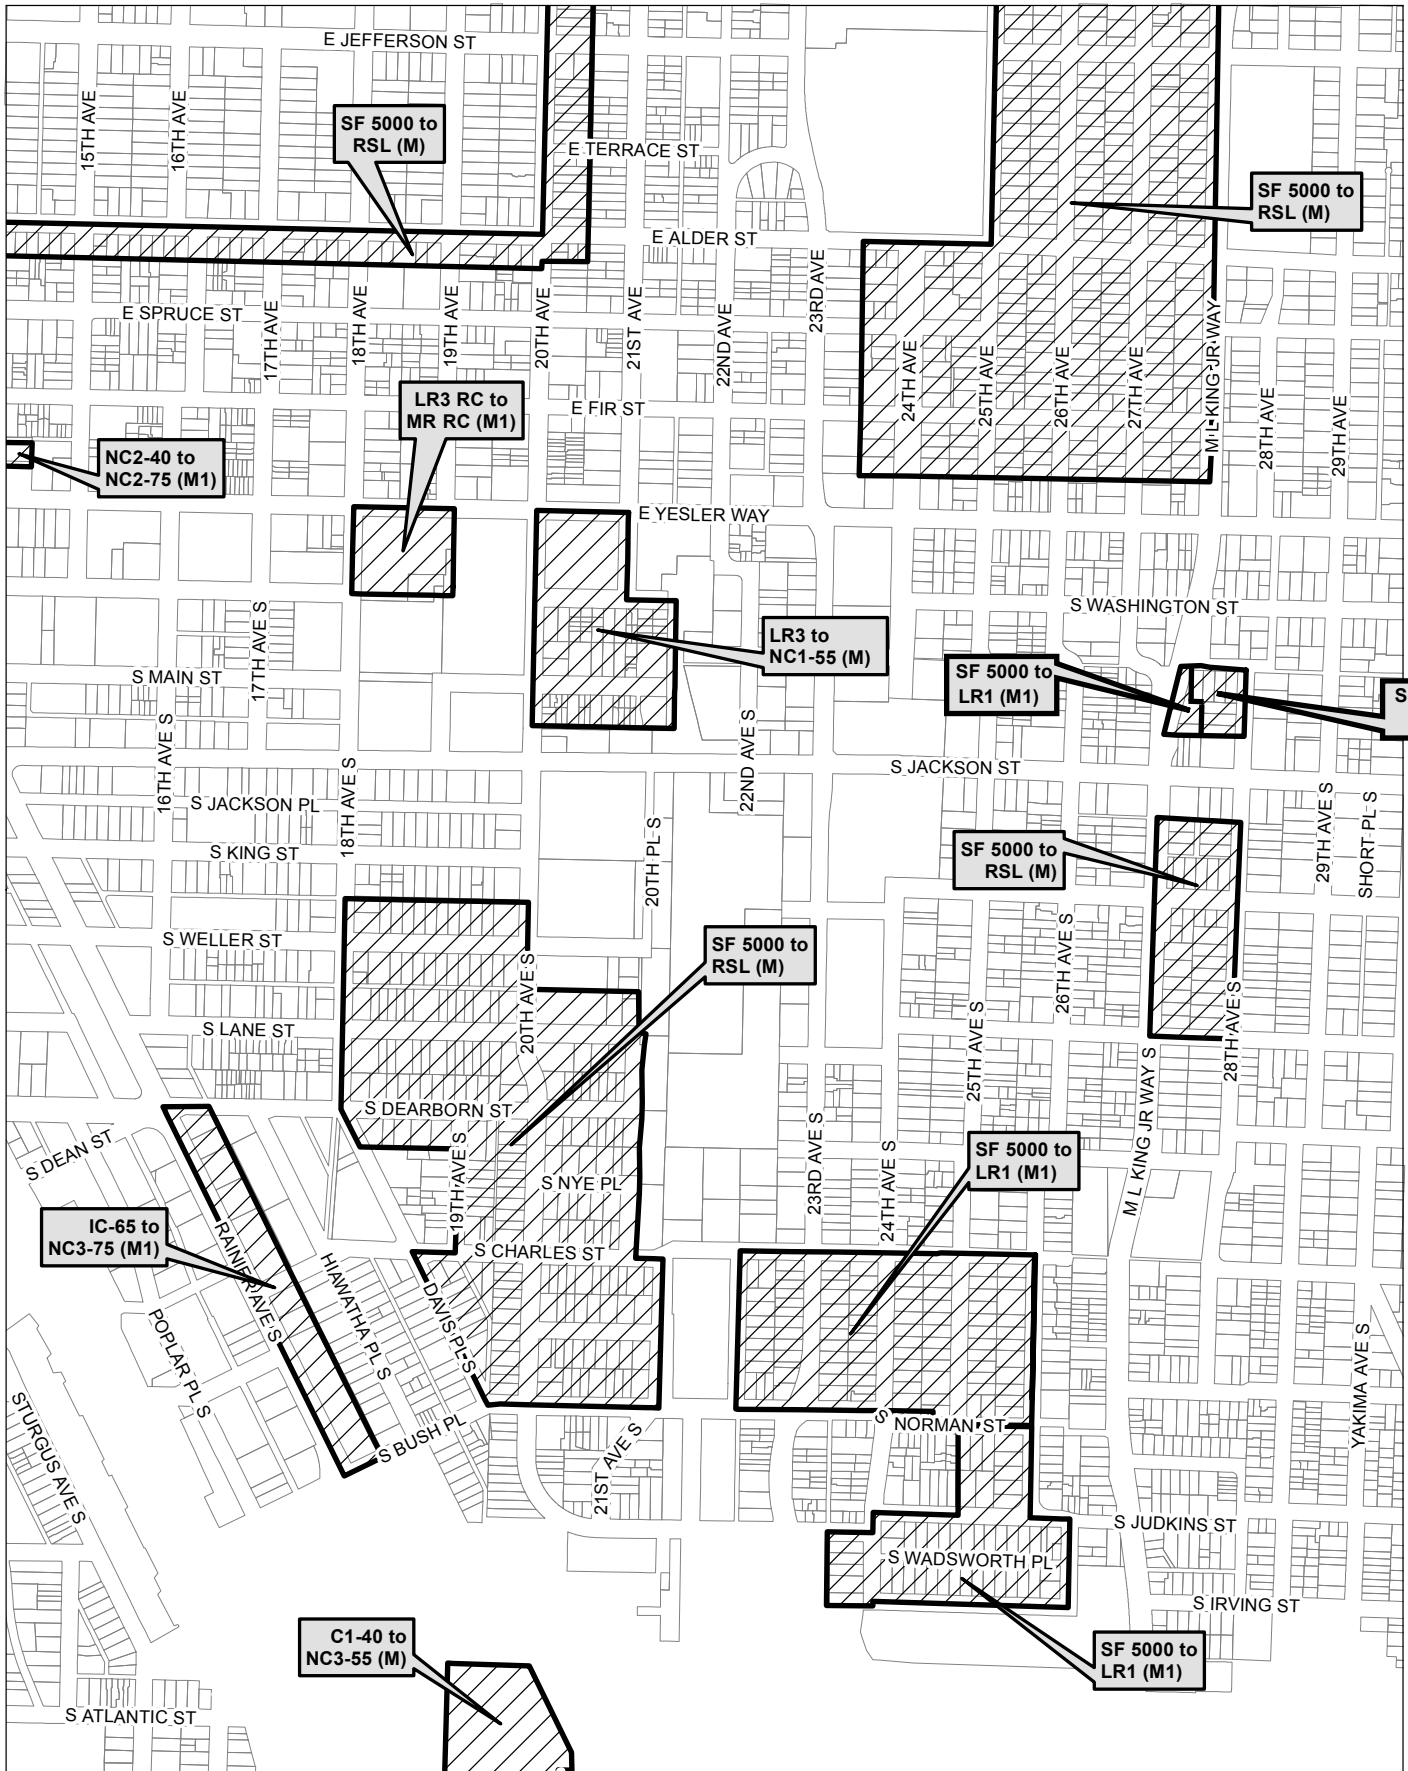 E JEFFERSON ST
15TH AVE
16TH AVE
SF 5000 to
RSL (M)
E TERRACE ST
SF 5000 to
RSL (M)
E ALDER ST
23RD AVE
E SPRUCE ST
17TH AVE
18TH AVE
19TH AVE
20TH AVE
21ST AVE
22ND AVE
24TH AVE
25TH AVE
26TH AVE
27TH AVE
M L KING JR WAY
28TH AVE
29TH AVE
LR3 RC to
MR RC (M1)
E FIR ST
NC2-40 to
NC2-75 (M1)
E YESLER WAY
S WASHINGTON ST
17TH AVE S
LR3 to
NC1-55 (M)
SF 5000 to
LR1 (M1)
S
S MAIN ST
16TH AVE S
22ND AVE S
S JACKSON ST
18TH AVE S
S JACKSON PL
29TH AVE S
SHORT PL S
S KING ST
20TH PL S
SF 5000 to
RSL (M)
S WELLER ST
SF 5000 to
RSL (M)
26TH AVE S
20TH AVE S
S LANE ST
25TH AVE S
28TH AVE S
S DEARBORN ST
M L KING JR WAY S
S DEAN ST
19TH AVE S
23RD AVE S
24TH AVE S
SF 5000 to
LR1 (M1)
S NYE PL
IC-65 to
NC3-75 (M1)
RAINIER AVE S
S CHARLES ST
HIAWATHA PL S
DAVIS PL S
POPLAR PL S
YAKIMA AVE S
STURGUS AVE S
S BUSH PL
S NORMAN ST
21ST AVE S
S JUDKINS ST
S WADSWORTH PL
S IRVING ST
C1-40 to
NC3-55 (M)
SF 5000 to
LR1 (M1)
S ATLANTIC ST